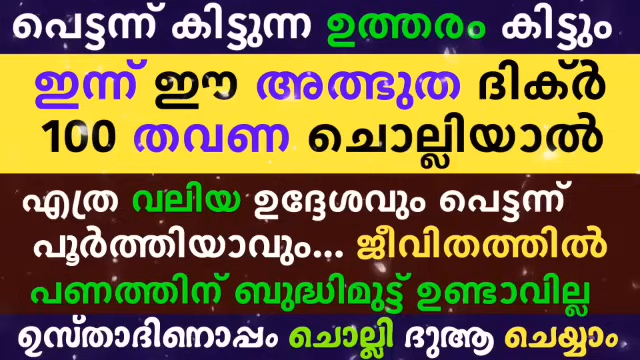 പെട്ടന്ന് കിട്ടുന്ന ഉത്തരം കിട്ടും
ഇന്ന് ഈ അത്ഭുത ദിക്ർ
100 തവണ ചൊല്ലിയാൽ
എത്ര വലിയ ഉദ്ദേശവും പെട്ടന്ന്
പൂർത്തിയാവും... ജീവിതത്തിൽ
പണത്തിന് ബുദ്ധിമുട്ട് ഉണ്ടാവില്ല
ഉസ്താദിനൊപ്പം ചൊല്ലി ദുആ ചെയ്യാം